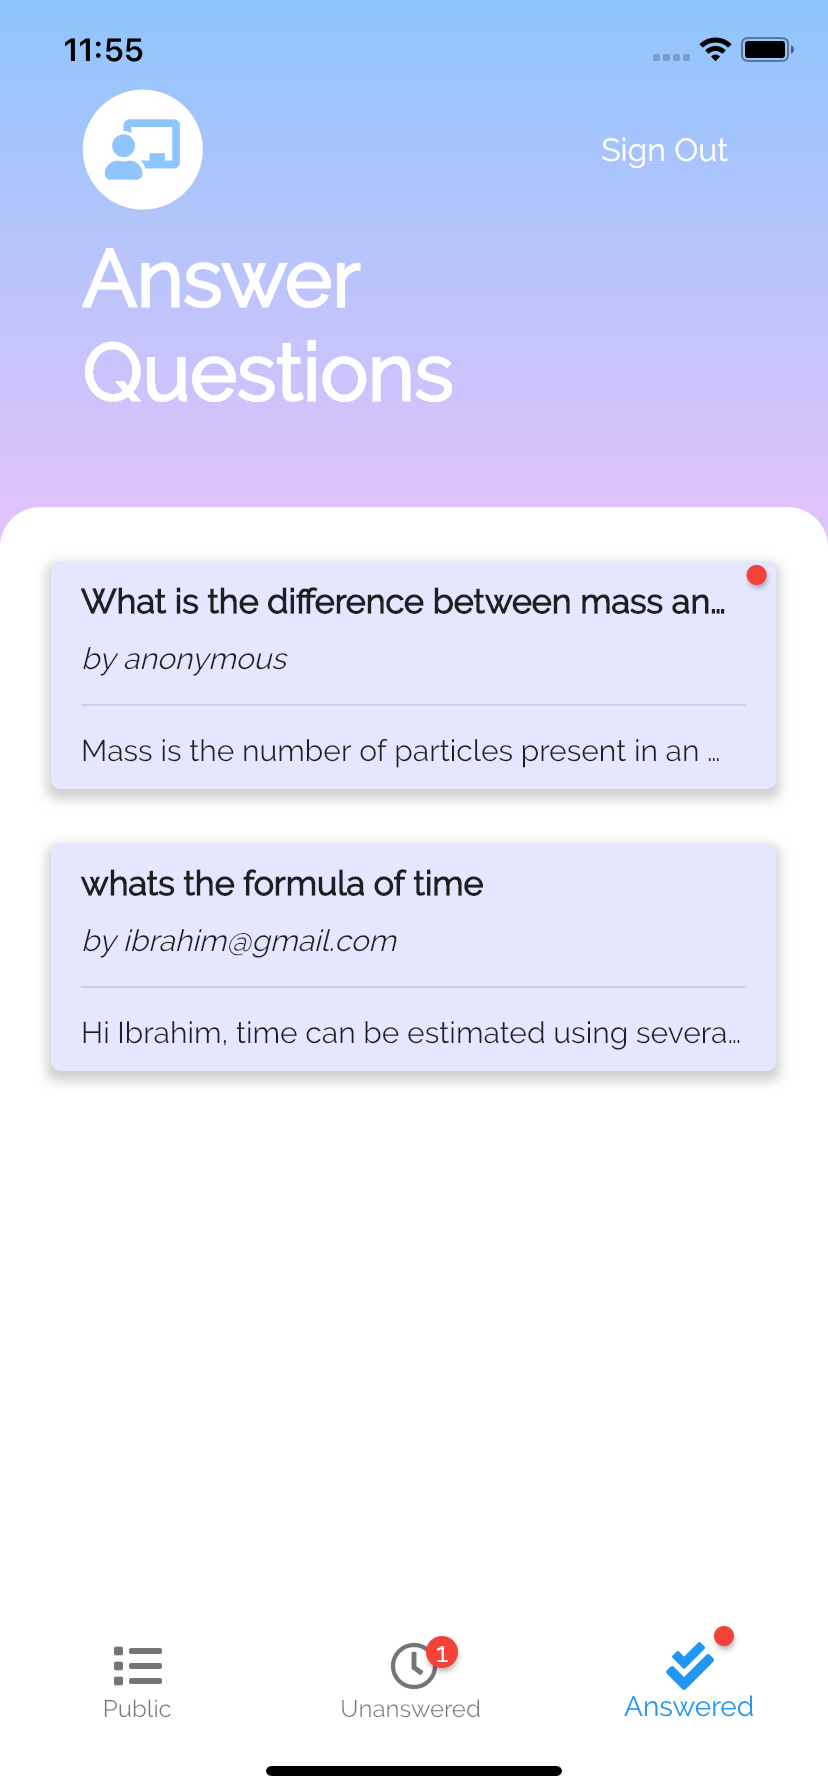 11:55
Sign Out
Answer
Questions
What is the difference between mass an...
by anonymous
Mass is the number of particles present in an ...
whats the formula of time
by ibrahim@gmail.com
Hi Ibrahim, time can be estimated using severa...
1
Public
Unanswered
Answered